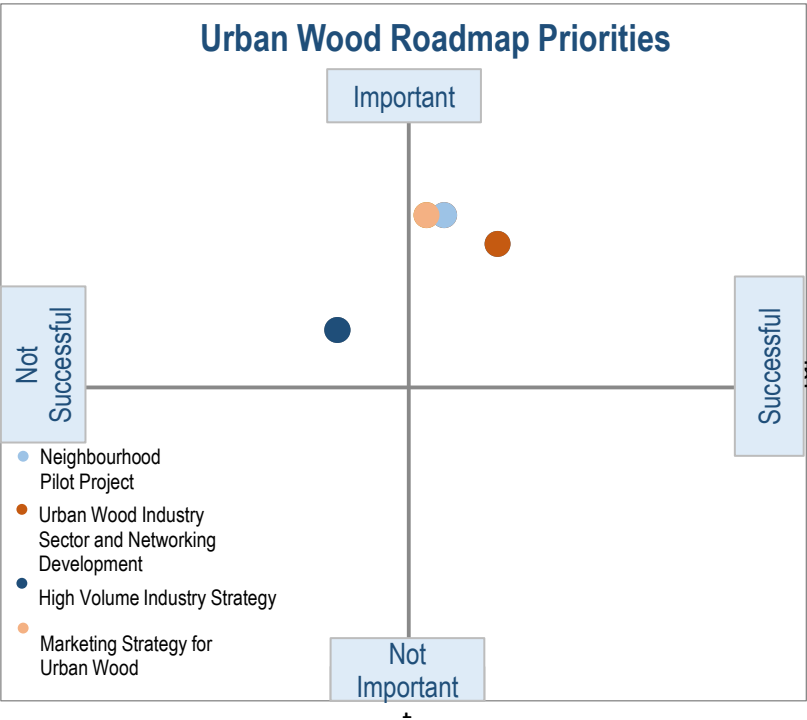 Urban Wood Roadmap Priorities
Important
Not
Successful
Successful
Neighbourhood
Pilot Project
Urban Wood Industry
Sector and Networking
Development
High Volume Industry Strategy
Marketing Strategy for
Urban Wood
Not
Important